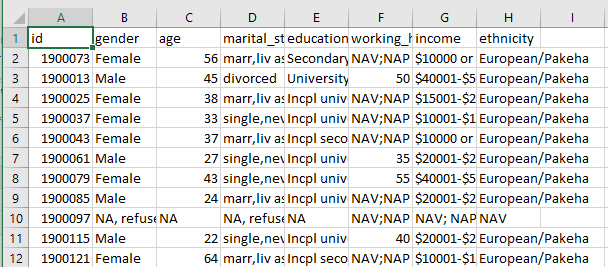 A B C D E F G H I
1 id gender age marital_st education working_h income ethnicity
2 1900073 Female 56 marr,liv as Secondary NAV;NAP $10000 or European/Pakeha
3 1900013 Male 45 divorced University 50 $40001-$5 European/Pakeha
4 1900025 Female 38 marr,liv as Incpl univ NAV;NAP $15001-$2 European/Pakeha
5 1900037 Female 33 single,nev Incpl univ NAV;NAP $10001-$1 European/Pakeha
6 1900043 Female 37 marr,liv as Incpl seco NAV;NAP $10000 or European/Pakeha
7 1900061 Male 27 single,nev Incpl univ 35 $20001-$2 European/Pakeha
8 1900079 Female 43 single,nev Incpl univ 55 $40001-$5 European/Pakeha
9 1900085 Male 24 marr,liv as Incpl univ NAV;NAP $20001-$2 European/Pakeha
10 1900097 NA, refuse NA NA, refuse NA NAV;NAP NAV; NAP NAV
11 1900115 Male 22 single,nev Incpl univ 40 $20001-$2 European/Pakeha
12 1900121 Female 64 marr,liv as Incpl seco NAV;NAP $10001-$1 European/Pakeha